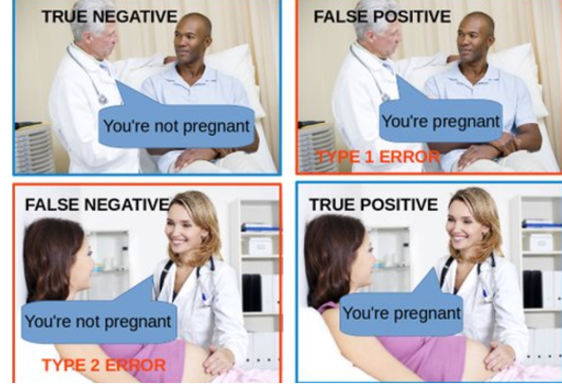 TRUE NEGATIVE
You're not pregnant
FALSE POSITIVE
You're pregnant
TYPE 1 ERROR
FALSE NEGATIVE
You're not pregnant
TYPE 2 ERROR
TRUE POSITIVE
You're pregnant